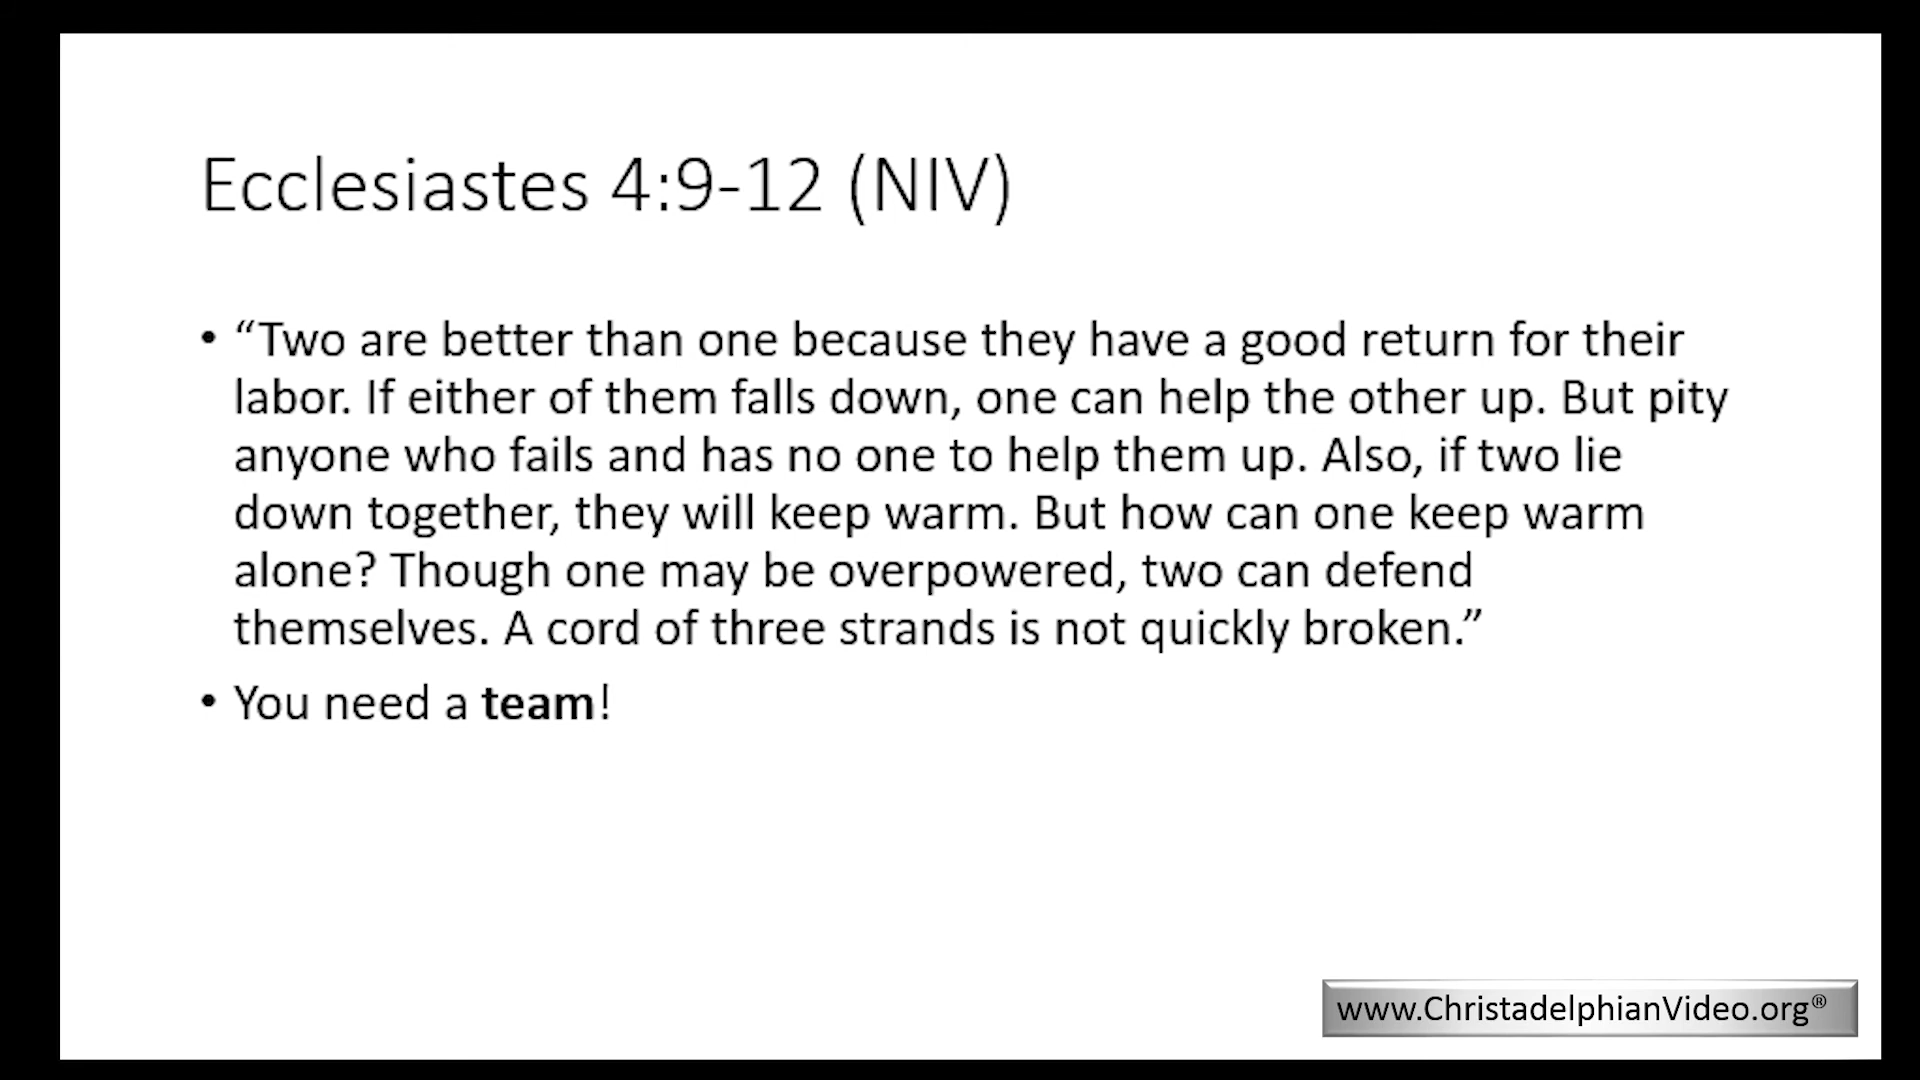 Ecclesiastes 4:9-12 (NIV)
• “Two are better than one because they have a good return for their
labor. If either of them falls down, one can help the other up. But pity
anyone who fails and has no one to help them up. Also, if two lie
down together, they will keep warm. But how can one keep warm
alone? Though one may be overpowered, two can defend
themselves. A cord of three strands is not quickly broken.”
• You need a team!
www.ChristadelphianVideo.org®